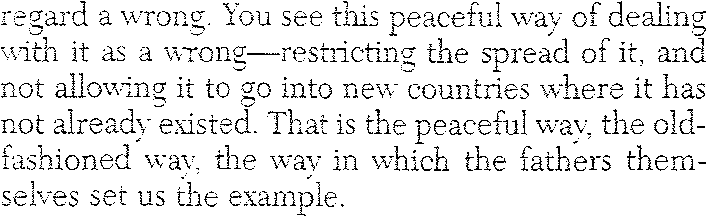 regard a wrong. You see this peaceful way of dealing
with it as a wrong—restricting the spread of it, and
not allowing it to go into new countries where it has
not already existed. That is the peaceful way, the old-
fashioned way, the way in which the fathers them-
selves set us the example.